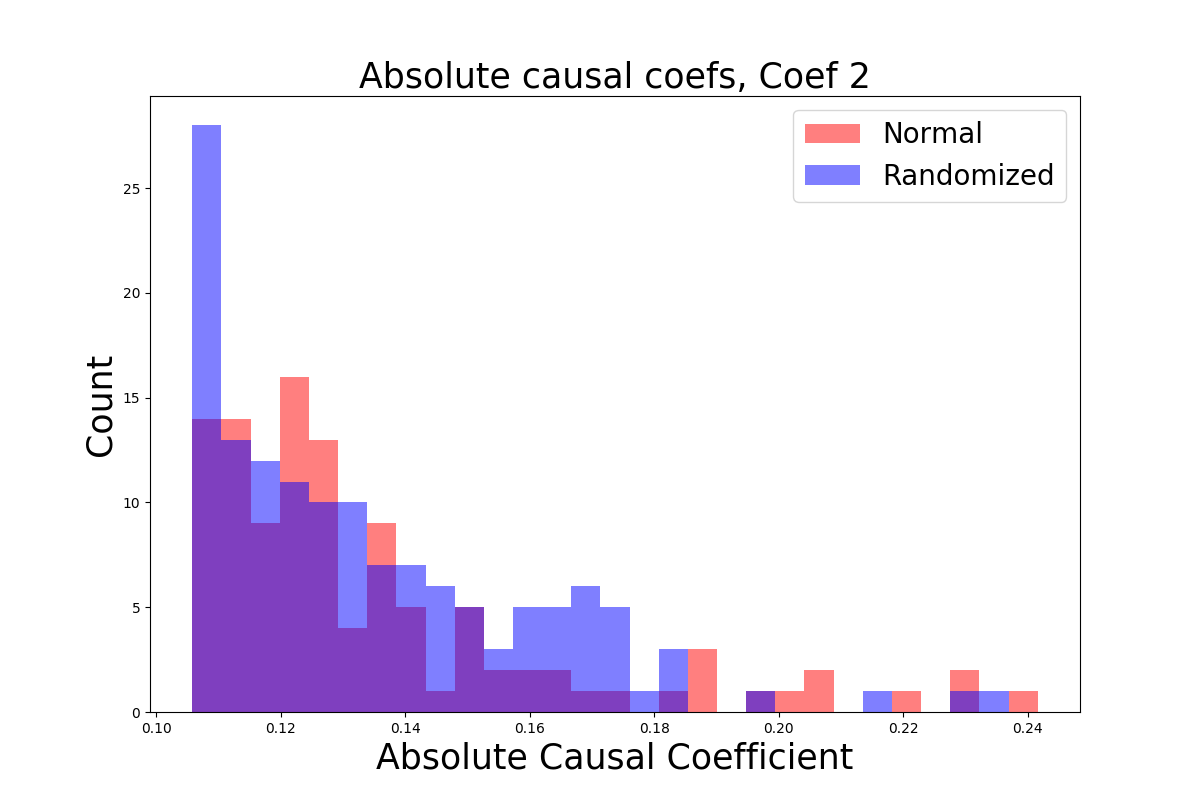 Absolute causal coefs, Coef 2
Normal
Randomized
25
20
15
10
5
0
Count
0.10 0.12 0.14 0.16 0.18 0.20 0.22 0.24
Absolute Causal Coefficient